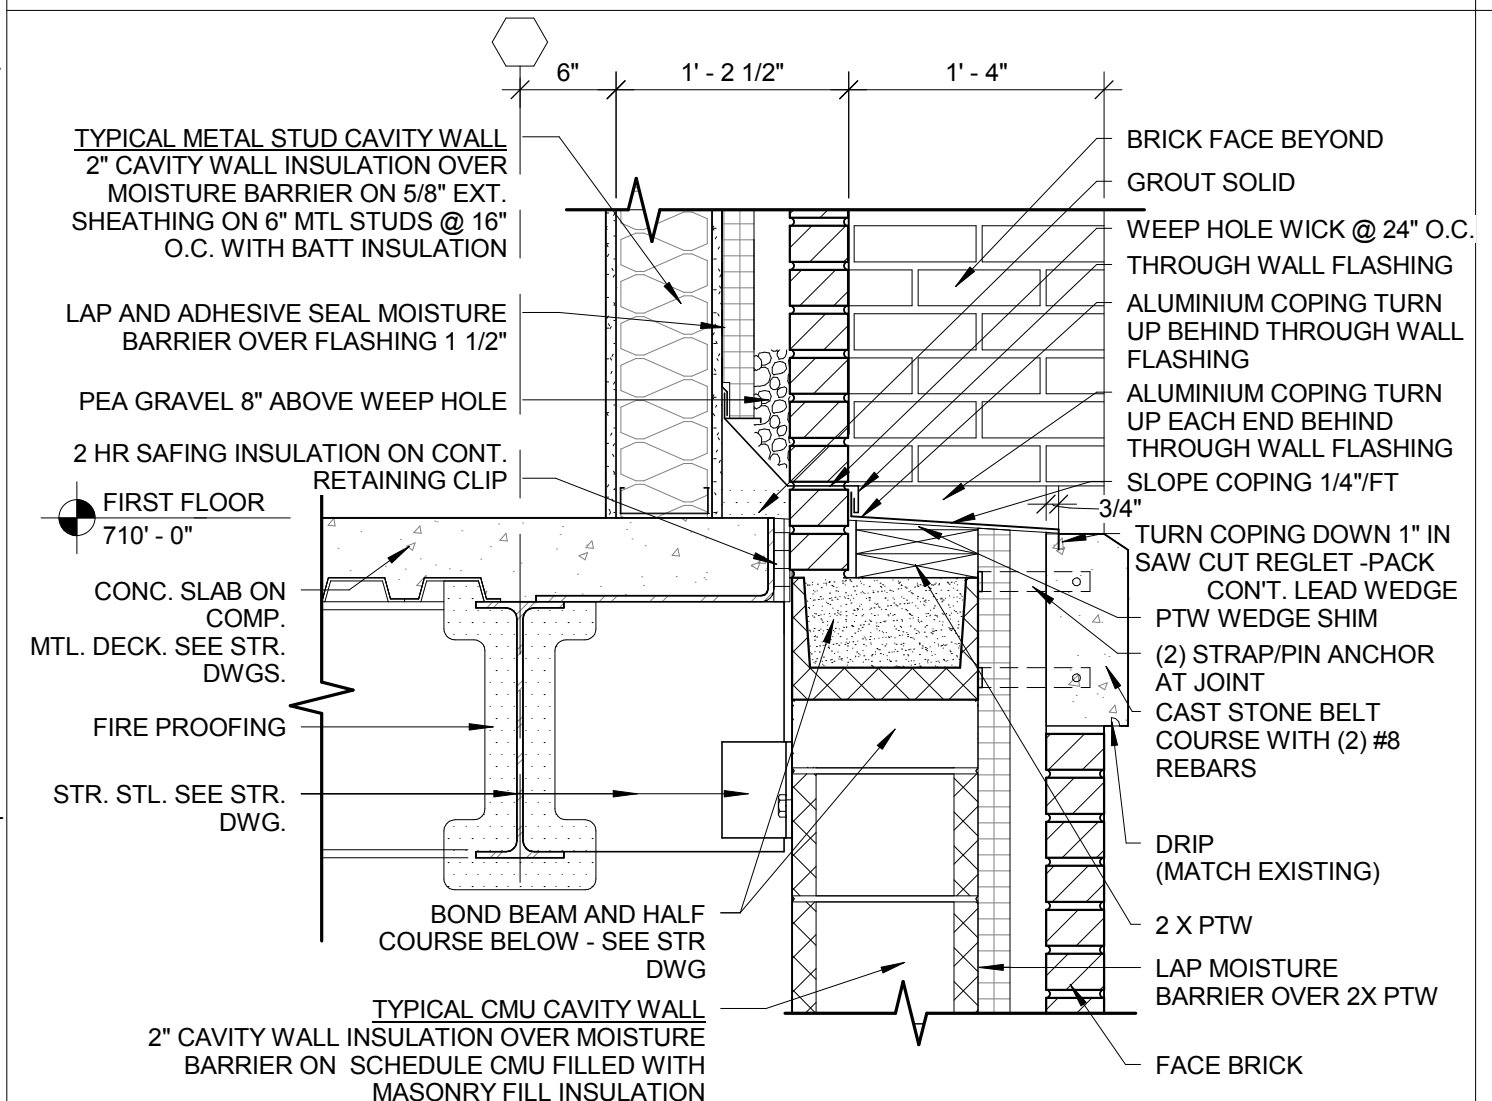 6"
1' - 2 1/2"
1' - 4"
TYPICAL METAL STUD CAVITY WALL
2" CAVITY WALL INSULATION OVER
MOISTURE BARRIER ON 5/8" EXT.
SHEATHING ON 6" MTL STUDS @ 16"
O.C. WITH BATT INSULATION
LAP AND ADHESIVE SEAL MOISTURE
BARRIER OVER FLASHING 1 1/2"
PEA GRAVEL 8" ABOVE WEEP HOLE
2 HR SAFING INSULATION ON CONT.
RETAINING CLIP
FIRST FLOOR
710' - 0"
CONC. SLAB ON
COMP.
MTL. DECK. SEE STR.
DWGS.
FIRE PROOFING
STR. STL. SEE STR.
DWG.
BOND BEAM AND HALF
COURSE BELOW - SEE STR
DWG
TYPICAL CMU CAVITY WALL
2" CAVITY WALL INSULATION OVER MOISTURE
BARRIER ON SCHEDULE CMU FILLED WITH
MASONRY FILL INSULATION
BRICK FACE BEYOND
GROUT SOLID
WEEP HOLE WICK @ 24" O.C.
THROUGH WALL FLASHING
ALUMINIUM COPING TURN
UP BEHIND THROUGH WALL
FLASHING
ALUMINIUM COPING TURN
UP EACH END BEHIND
THROUGH WALL FLASHING
SLOPE COPING 1/4"/FT
3/4"
TURN COPING DOWN 1" IN
SAW CUT REGLET -PACK
CON'T. LEAD WEDGE
PTW WEDGE SHIM
(2) STRAP/PIN ANCHOR
AT JOINT
CAST STONE BELT
COURSE WITH (2) #8
REBARS
DRIP
(MATCH EXISTING)
2 X PTW
LAP MOISTURE
BARRIER OVER 2X PTW
FACE BRICK